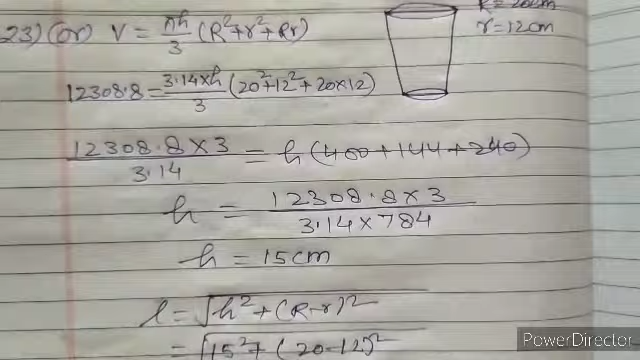 23) (or) V = πh/3 (R²+r²+Rr)
R = 20cm
r = 12cm
12308.8 = 3.14×h/3 (20²+12²+20×12)
12308.8 × 3 / 3.14 = h (400+144+240)
h = 12308.8×3 / 3.14×784
h = 15cm
l = √h²+(R-r)²
= √15²+(20-12)²
PowerDirector